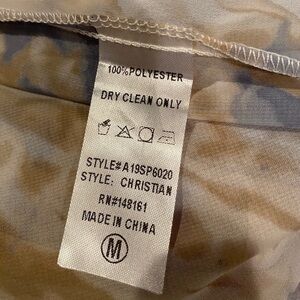 100%POLYESTER
DRY CLEAN ONLY
STYLE#A19SP6020
STYLE: CHRISTIAN
RN#148161
MADE IN CHINA
M